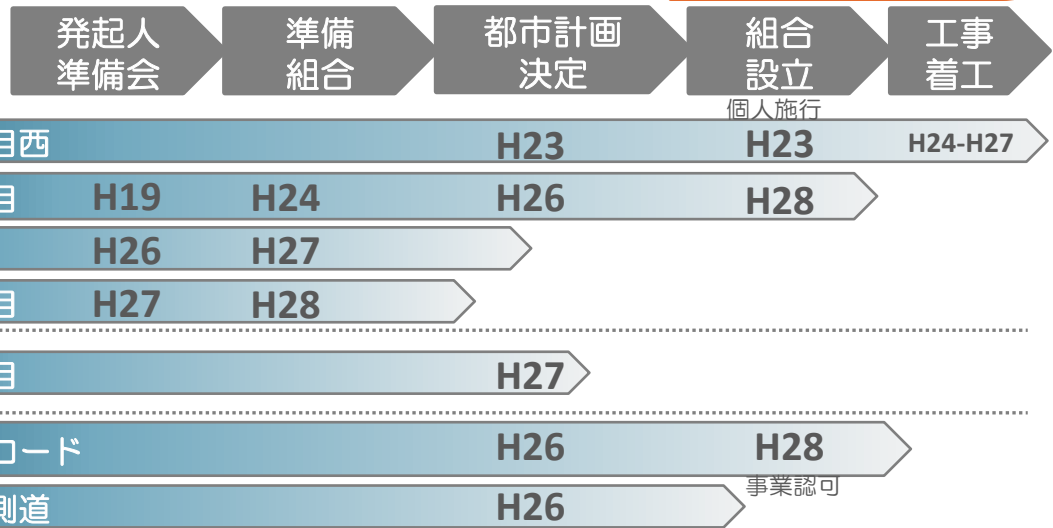 発起人
準備会
準備
組合
都市計画
決定
組合
設立
工事
着工
個人施行
目西 H23 H23 H24-H27
目 H19 H24 H26 H28
H26 H27
目 H27 H28
目 H27
ロード H26 H28
事業認可
側道 H26